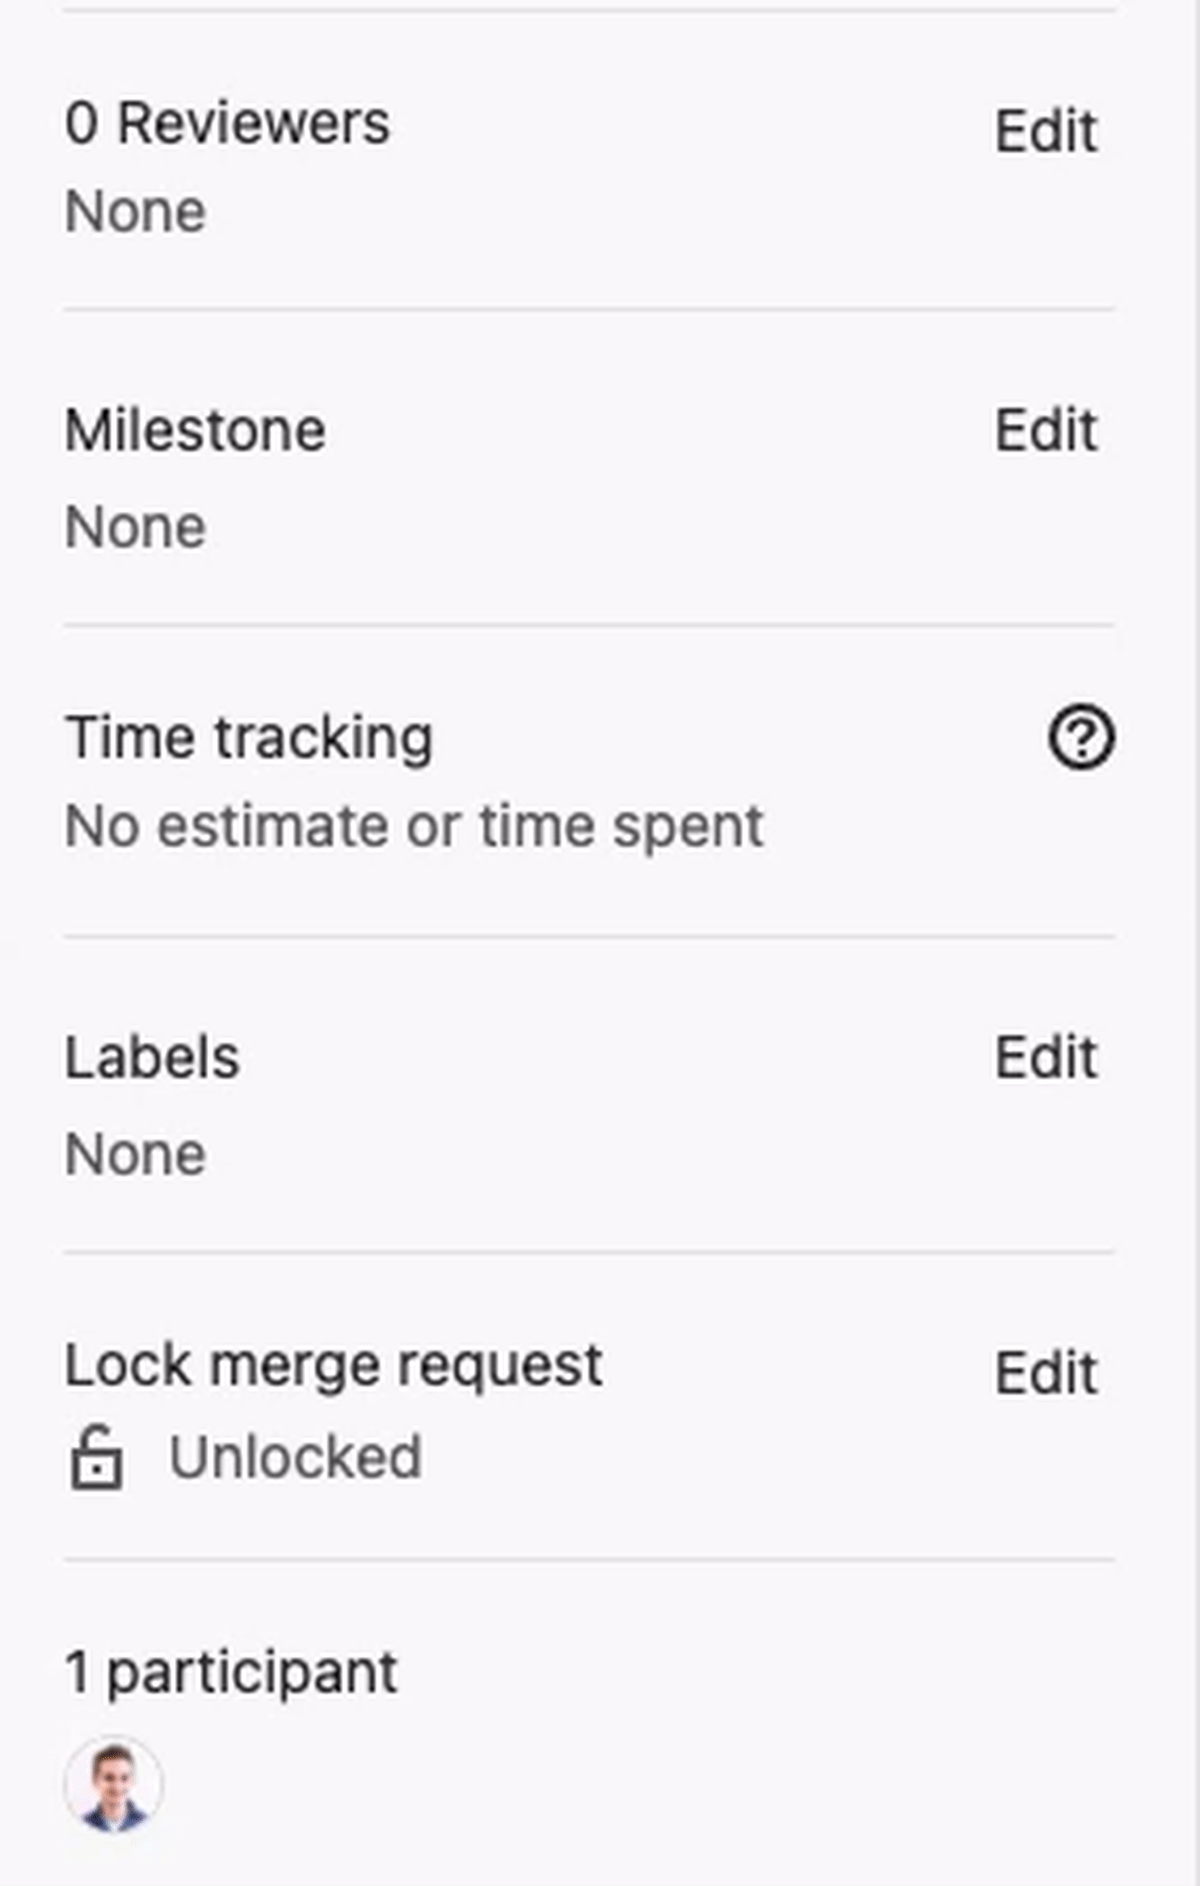 0 Reviewers
Edit
None
Milestone
Edit
None
Time tracking
No estimate or time spent
Labels
Edit
None
Lock merge request
Edit
Unlocked
1 participant